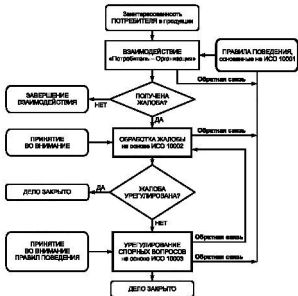 Заинтересованность
ПОТРЕБИТЕЛЯ в продукции
ВЗАИМОДЕЙСТВИЕ
«Потребитель – Организация»
ПРАВИЛА ПОВЕДЕНИЯ,
основанные на ИСО 10001
Обратная связь
ЗАВЕРШЕНИЕ
ВЗАИМОДЕЙСТВИЯ
НЕТ
ПОЛУЧЕНА
ЖАЛОБА?
ДА
ПРИНЯТИЕ
ВО ВНИМАНИЕ
ОБРАБОТКА ЖАЛОБЫ
на основе ИСО 10002
Обратная связь
ДЕЛО ЗАКРЫТО
ДА
ЖАЛОБА
УРЕГУЛИРОВАНА?
НЕТ
Обратная связь
ПРИНЯТИЕ
ВО ВНИМАНИЕ
ПРАВИЛ ПОВЕДЕНИЯ
УРЕГУЛИРОВАНИЕ
СПОРНЫХ ВОПРОСОВ
на основе ИСО 10003
Обратная связь
ДЕЛО ЗАКРЫТО